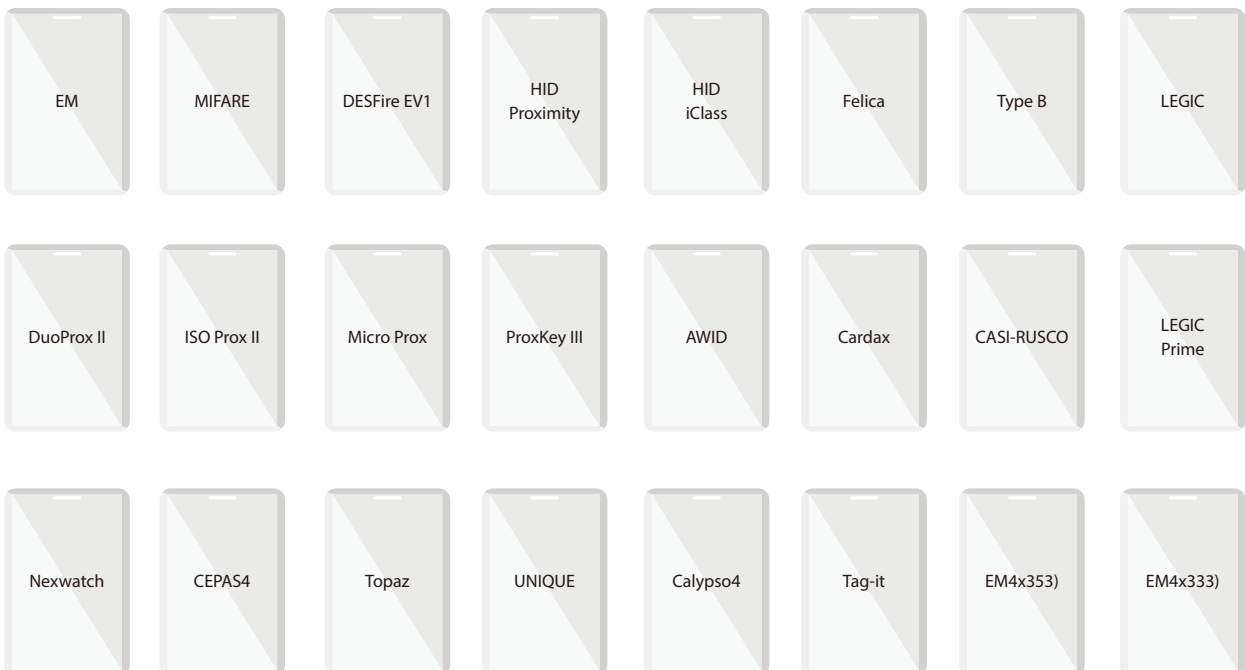 EM
MIFARE
DESFire EV1
HID
Proximity
HID
iClass
Felica
Type B
LEGIC
DuoProx II
ISO Prox II
Micro Prox
ProxKey III
AWID
Cardax
CASI-RUSCO
LEGIC
Prime
Nexwatch
CEPAS4
Topaz
UNIQUE
Calypso4
Tag-it
EM4x353)
EM4x333)